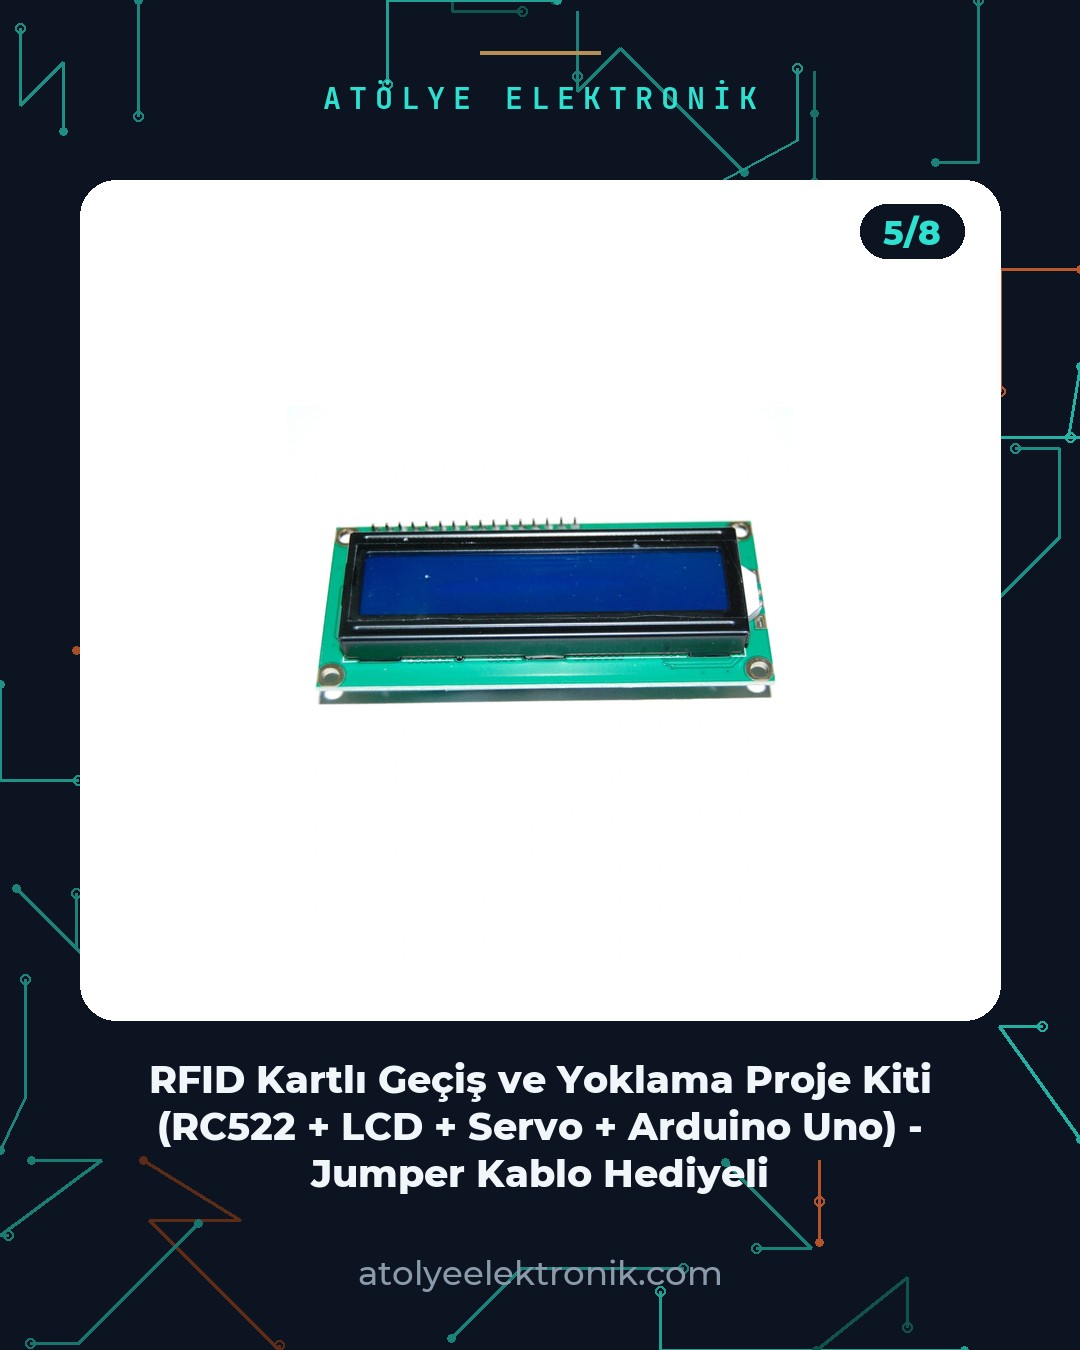 ATÖLYE ELEKTRONİK
5/8
RFID Kartlı Geçiş ve Yoklama Proje Kiti
(RC522 + LCD + Servo + Arduino Uno) -
Jumper Kablo Hediyeli
atolyeelektronik.com